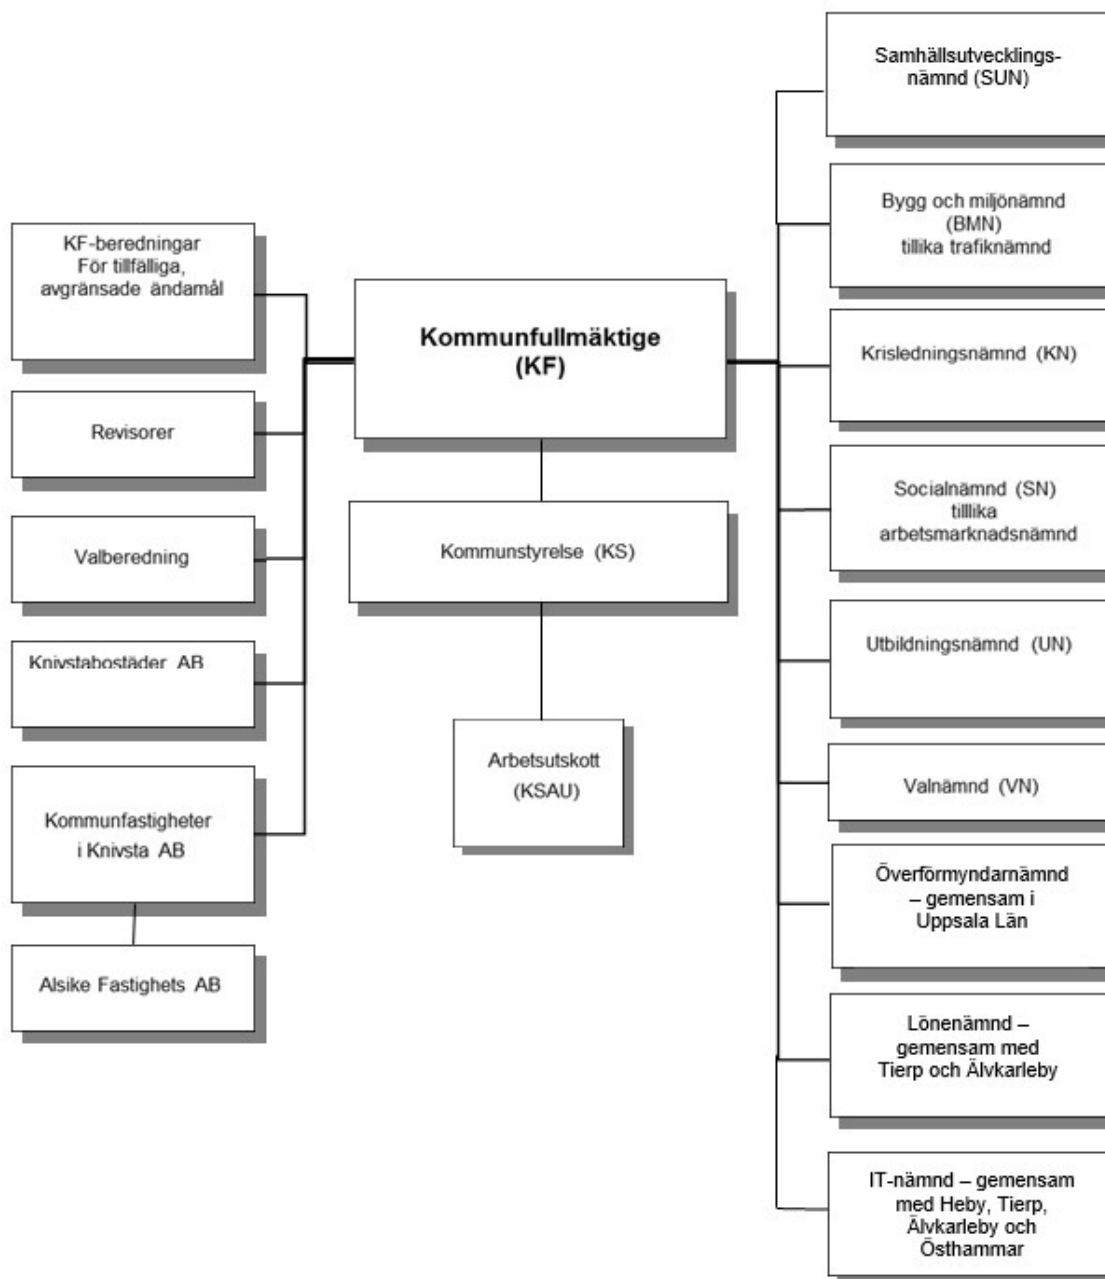 Samhällsutvecklings-
nämnd (SUN)
Bygg och miljönämnd
(BMN)
tillika trafiknämnd
KF-beredningar
För tillfälliga,
avgränsade ändamål
Kommunfullmäktige
(KF)
Krisledningsnämnd (KN)
Revisorer
Socialnämnd (SN)
tilllika
arbetsmarknadsnämnd
Valberedning
Kommunstyrelse (KS)
Utbildningsnämnd (UN)
Knivstabostäder AB
Arbetsutskott
(KSAU)
Valnämnd (VN)
Kommunfastigheter
i Knivsta AB
Överförmyndarnämnd
– gemensam i
Uppsala Län
Alsike Fastighets AB
Lönenämnd –
gemensam med
Tierp och Älvkarleby
IT-nämnd – gemensam
med Heby, Tierp,
Älvkarleby och
Östhammar